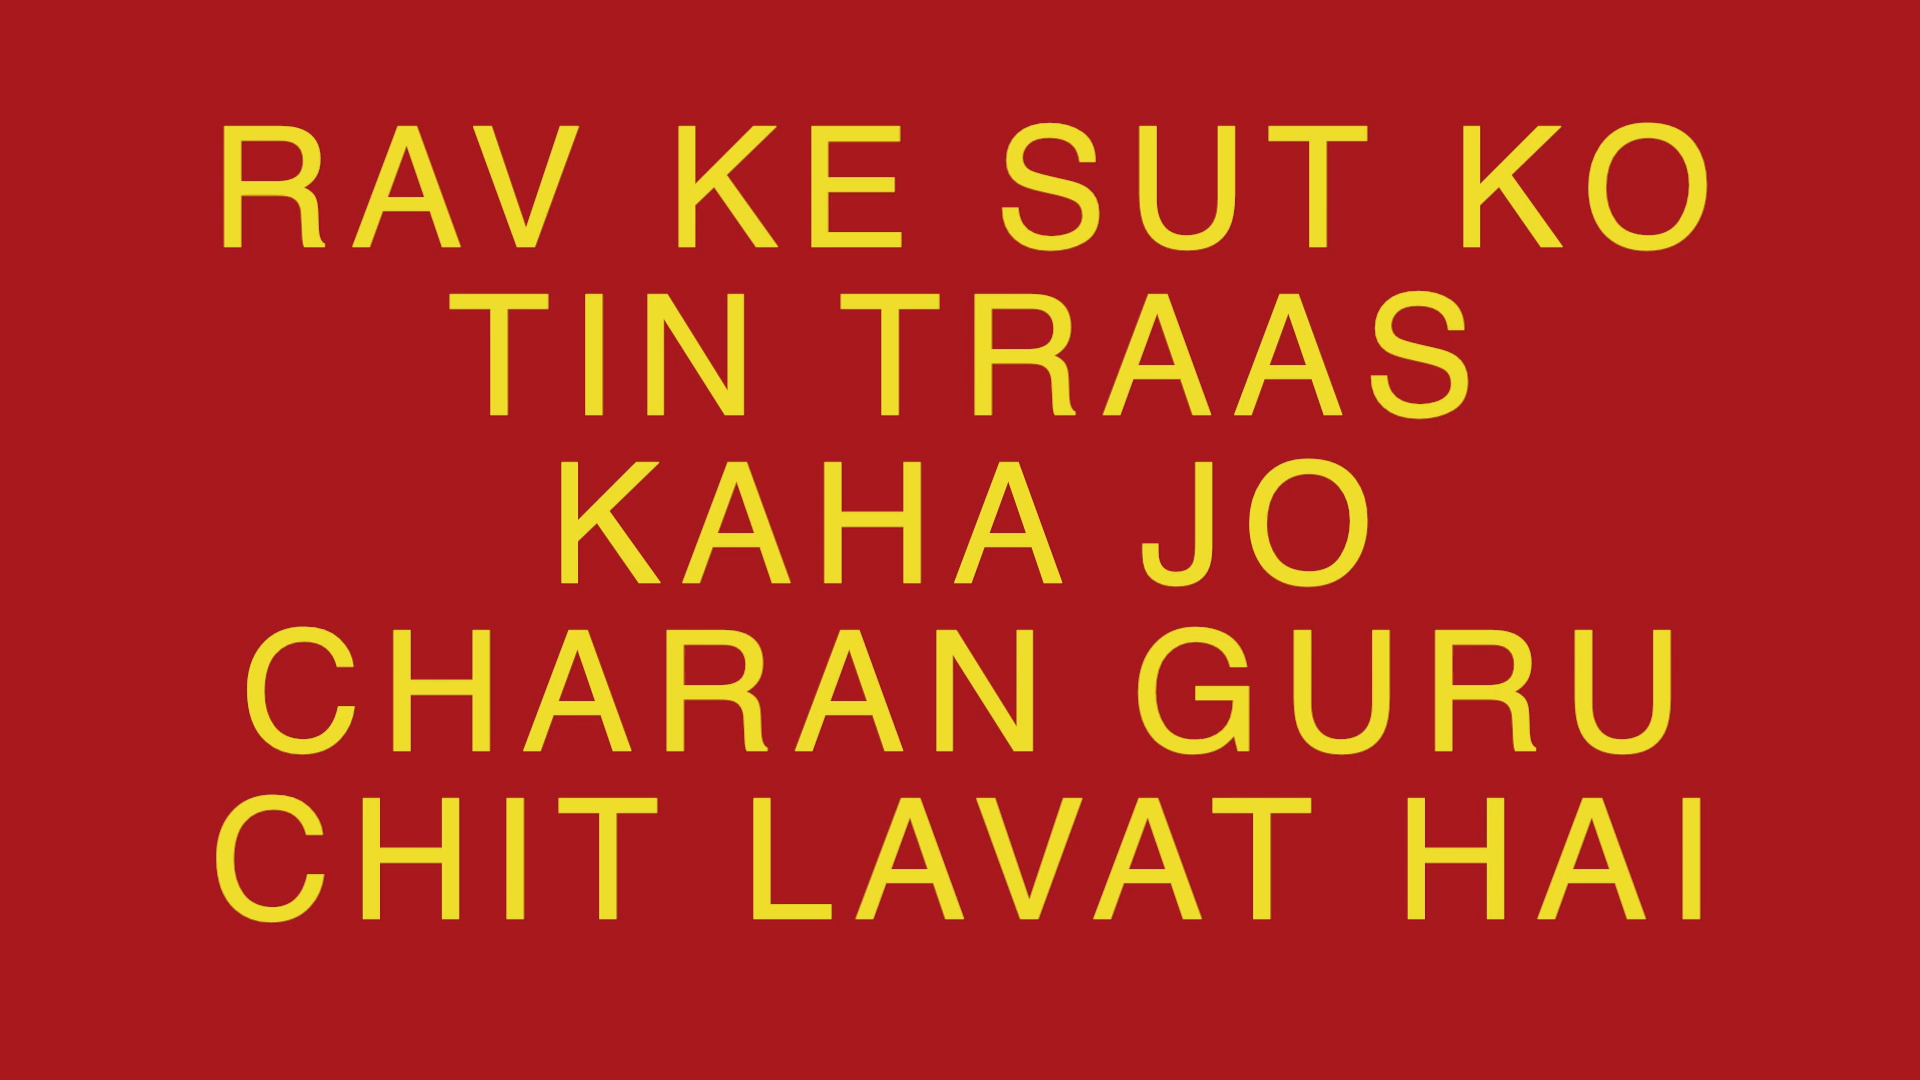 RAV KE SUT KO
TIN TRAAS
KAHA JO
CHARAN GURU
CHIT LAVAT HAI